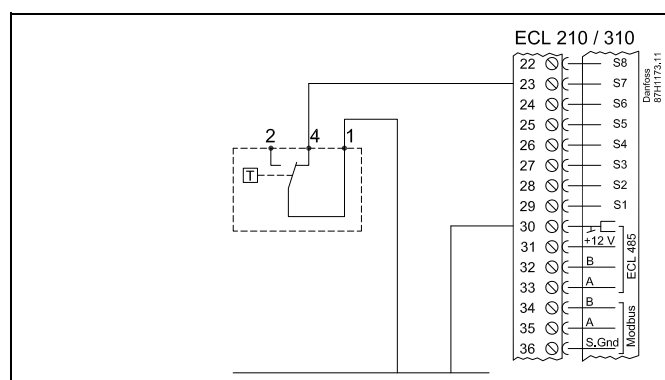 ECL 210 / 310
22 S8
23 S7
24 S6
25 S5
26 S4
27 S3
28 S2
29 S1
30
31 +12 V
32 B
33 A
34 B
35 A
36 S.Gnd
ECL 485
Modbus
Danfoss
87H1173.11
2 4 1
T